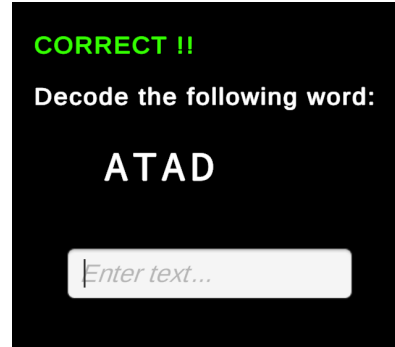 CORRECT !!
Decode the following word:
ATAD
Enter text...